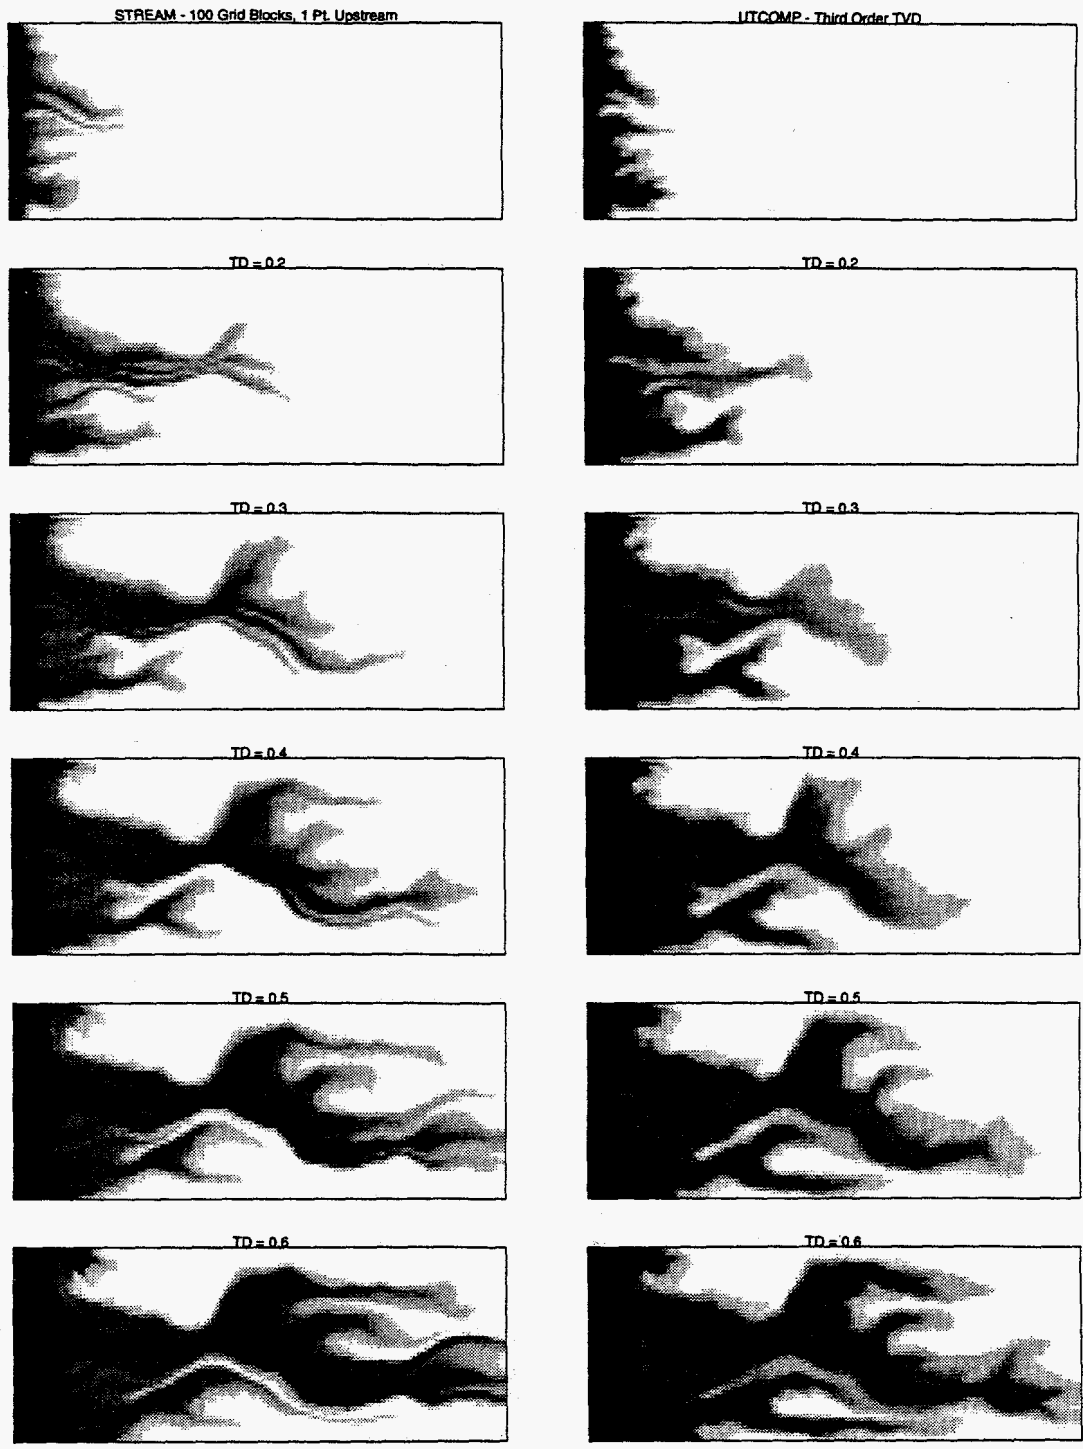 STREAM - 100 Grid Blocks, 1 Pt. Upstream
UTCOMP - Third Order TVD
TD = 0.2
TD = 0.2
TD = 0.3
TD = 0.3
TD = 0.4
TD = 0.4
TD = 0.5
TD = 0.5
TD = 0.6
TD = 0.6